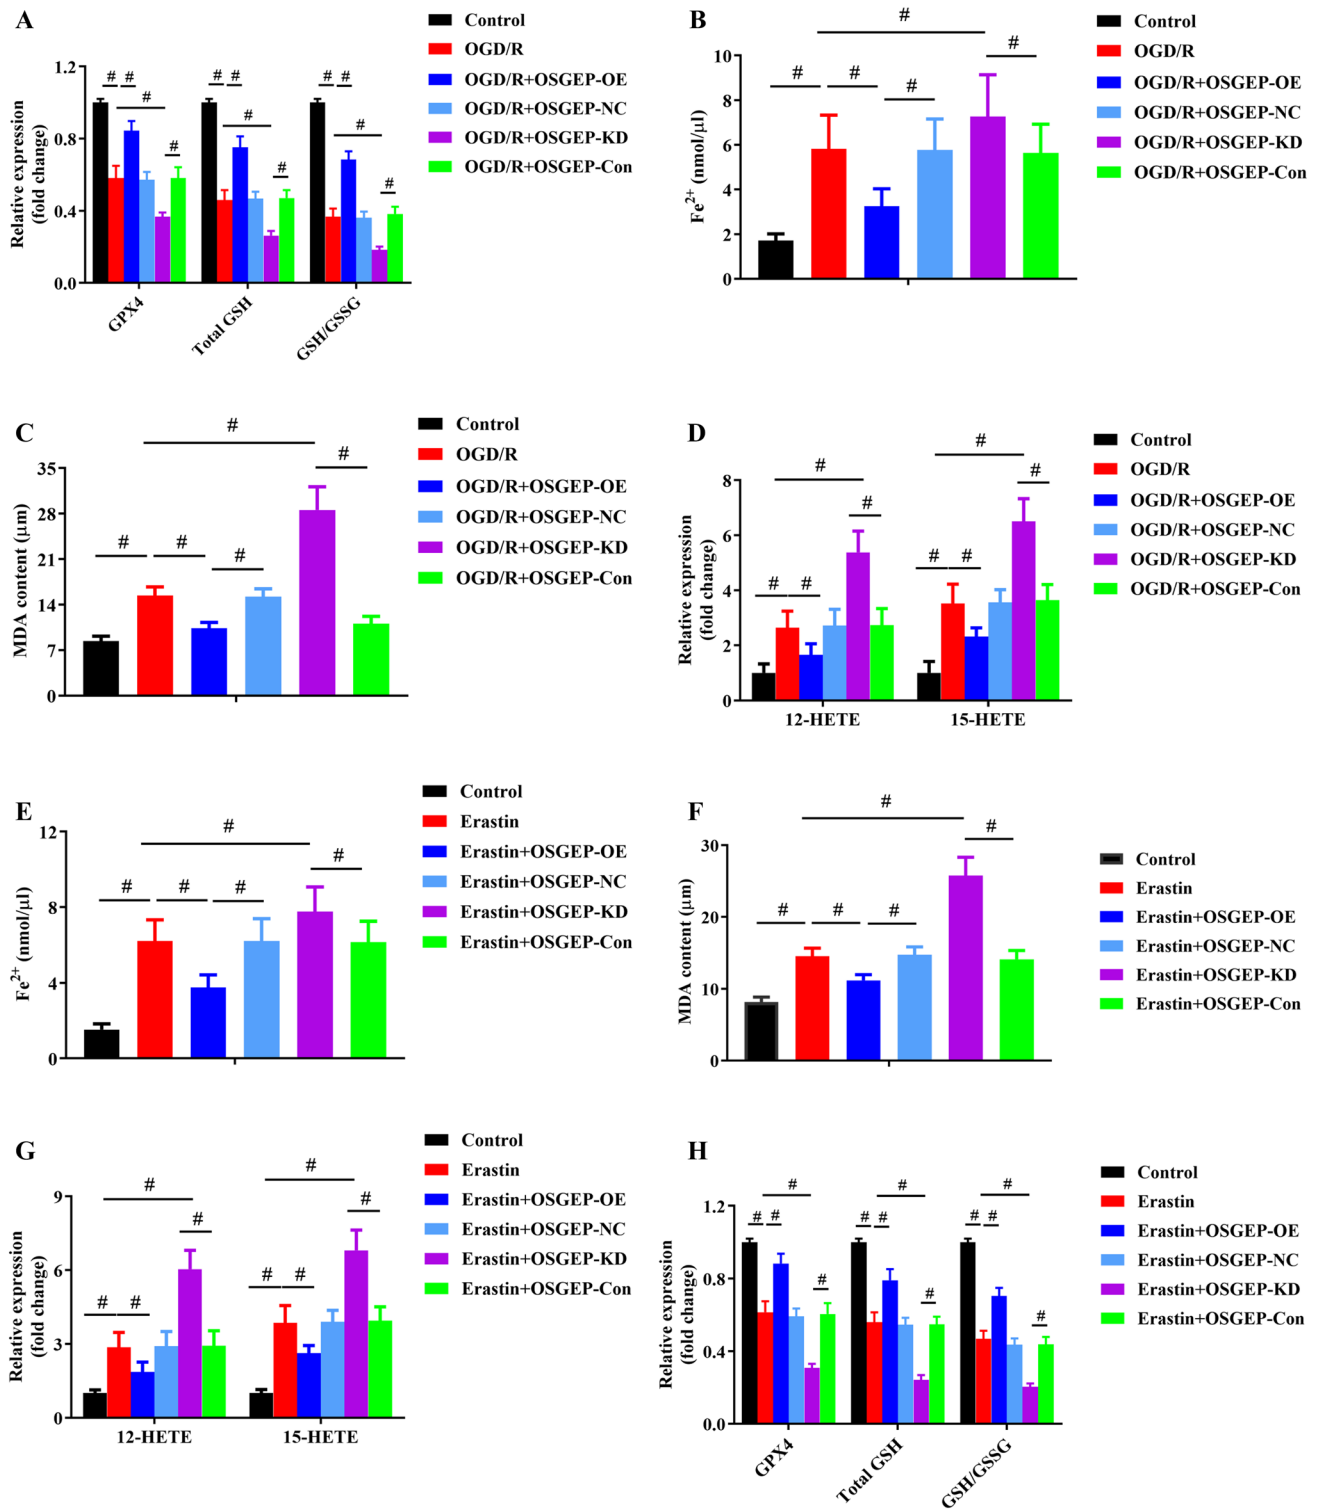 A
Control
OGD/R
OGD/R+OSGEP-OE
OGD/R+OSGEP-NC
OGD/R+OSGEP-KD
OGD/R+OSGEP-Con
Relative expression
(fold change)
1.2
0.8
0.4
0.0
# # # #
# # # #
# # # #
GPX4
Total GSH
GSH/GSSG
B
Control
OGD/R
OGD/R+OSGEP-OE
OGD/R+OSGEP-NC
OGD/R+OSGEP-KD
OGD/R+OSGEP-Con
Fe²⁺ (nmol/μl)
10
8
6
4
2
0
# # # # #
C
Control
OGD/R
OGD/R+OSGEP-OE
OGD/R+OSGEP-NC
OGD/R+OSGEP-KD
OGD/R+OSGEP-Con
MDA content (μm)
35
28
21
14
7
0
# # # # #
D
Control
OGD/R
OGD/R+OSGEP-OE
OGD/R+OSGEP-NC
OGD/R+OSGEP-KD
OGD/R+OSGEP-Con
Relative expression
(fold change)
8
6
4
2
0
# # # #
# # # #
12-HETE
15-HETE
E
Control
Erastin
Erastin+OSGEP-OE
Erastin+OSGEP-NC
Erastin+OSGEP-KD
Erastin+OSGEP-Con
Fe²⁺ (nmol/μl)
12
8
4
0
# # # # #
F
Control
Erastin
Erastin+OSGEP-OE
Erastin+OSGEP-NC
Erastin+OSGEP-KD
Erastin+OSGEP-Con
MDA content (μm)
30
20
10
0
# # # # #
G
Control
Erastin
Erastin+OSGEP-OE
Erastin+OSGEP-NC
Erastin+OSGEP-KD
Erastin+OSGEP-Con
Relative expression
(fold change)
9
6
3
0
# # # #
# # # #
12-HETE
15-HETE
H
Control
Erastin
Erastin+OSGEP-OE
Erastin+OSGEP-NC
Erastin+OSGEP-KD
Erastin+OSGEP-Con
Relative expression
(fold change)
1.2
0.8
0.4
0.0
# # # #
# # # #
# # # #
GPX4
Total GSH
GSH/GSSG